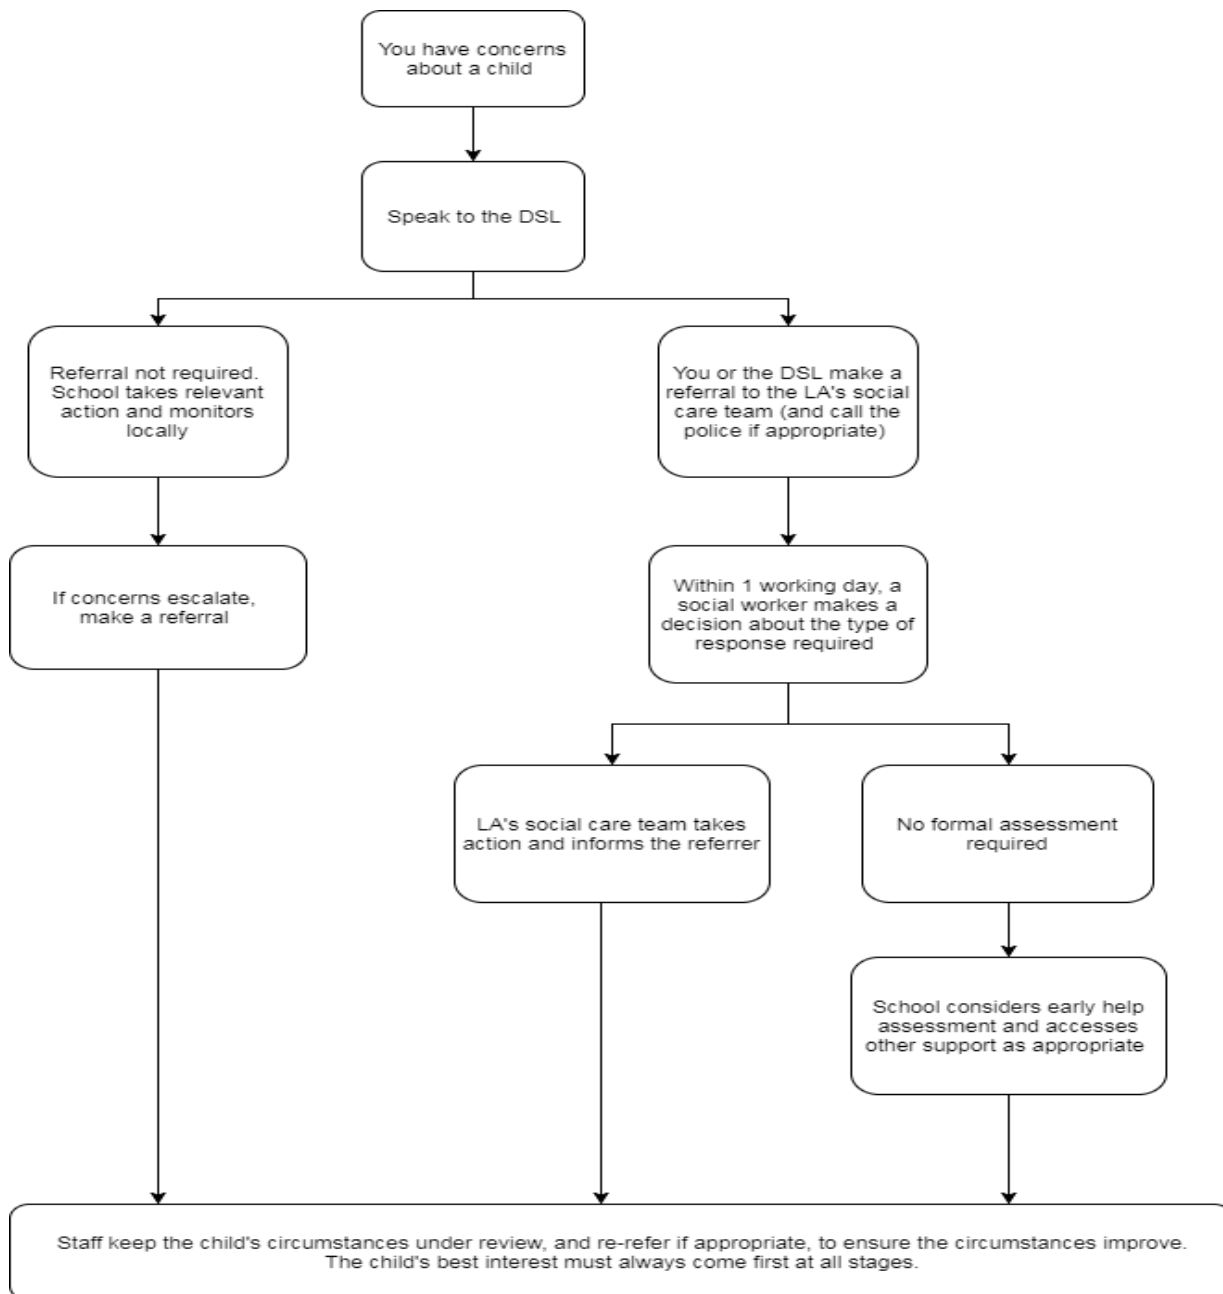 You have concerns
about a child
Speak to the DSL
Referral not required.
School takes relevant
action and monitors
locally
You or the DSL make a
referral to the LA's social
care team (and call the
police if appropriate)
If concerns escalate,
make a referral
Within 1 working day, a
social worker makes a
decision about the type of
response required
LA's social care team takes
action and informs the referrer
No formal assessment
required
School considers early help
assessment and accesses
other support as appropriate
Staff keep the child's circumstances under review, and re-refer if appropriate, to ensure the circumstances improve.
The child's best interest must always come first at all stages.